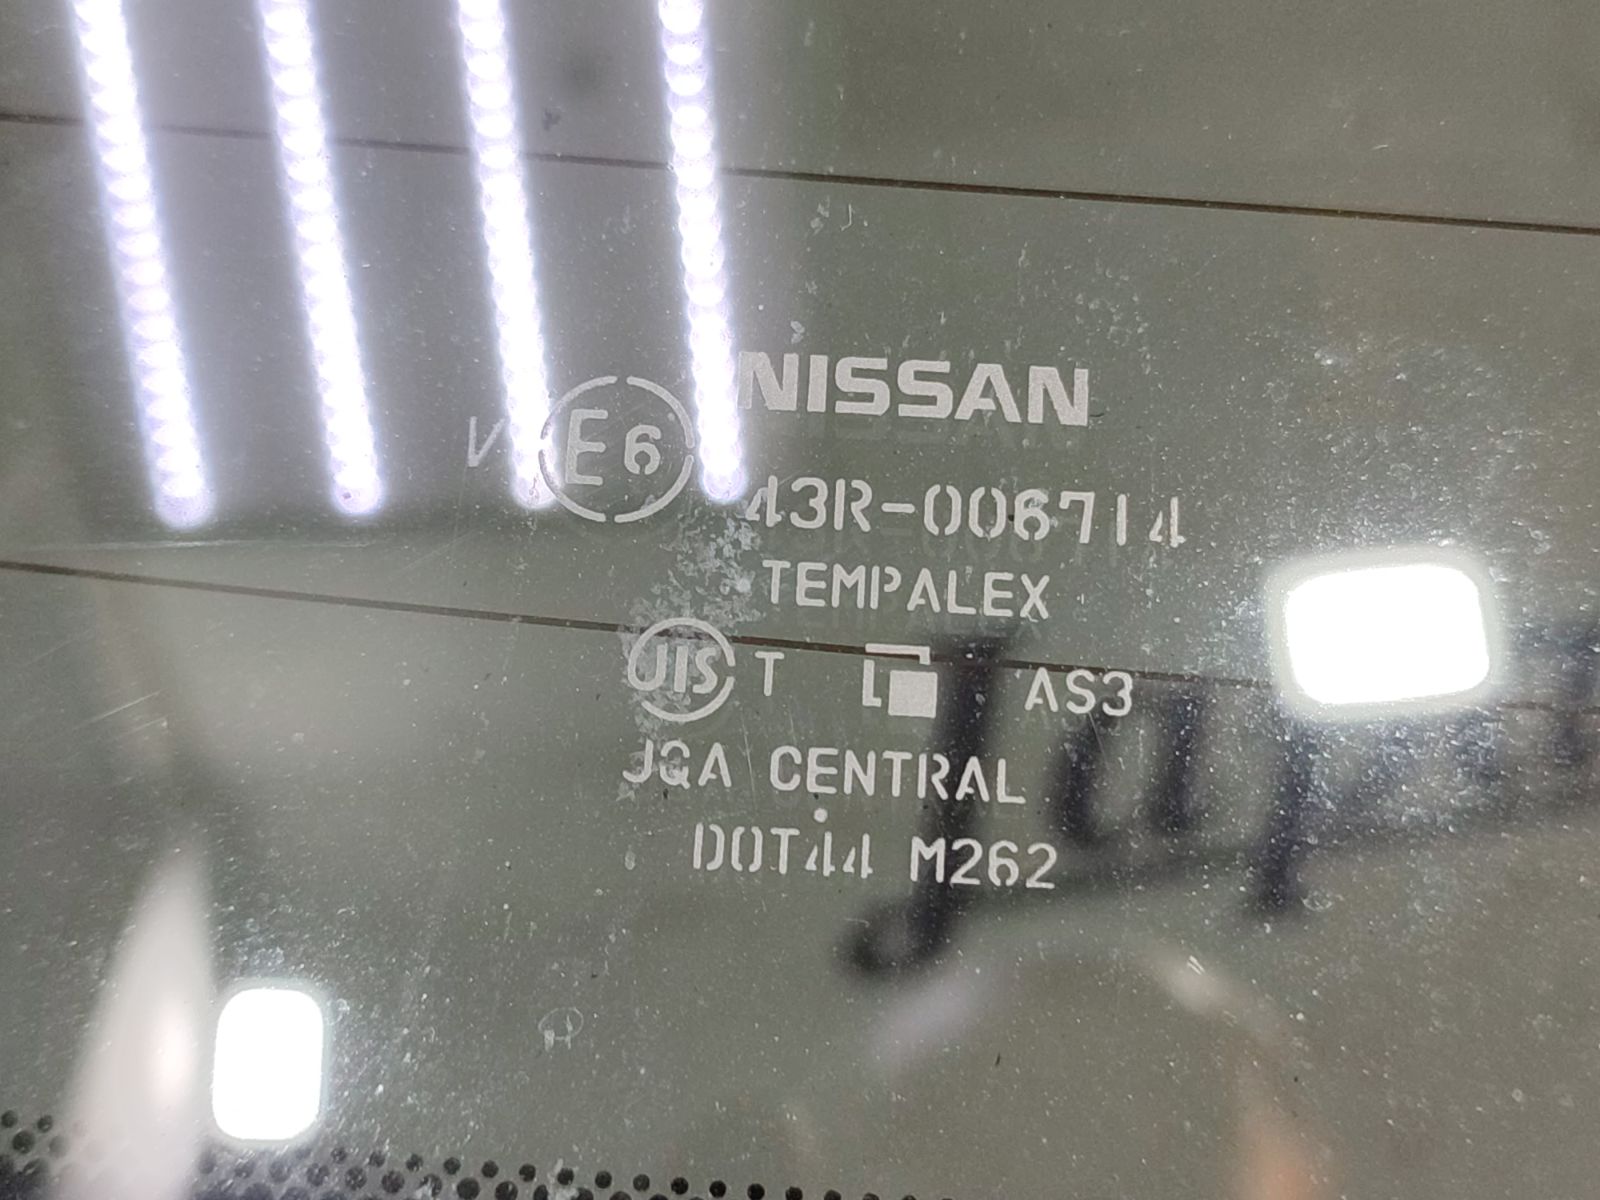 NISSAN
V E6 43R-006714
TEMPALEX
JIS T AS3
JQA CENTRAL
DOT44 M262